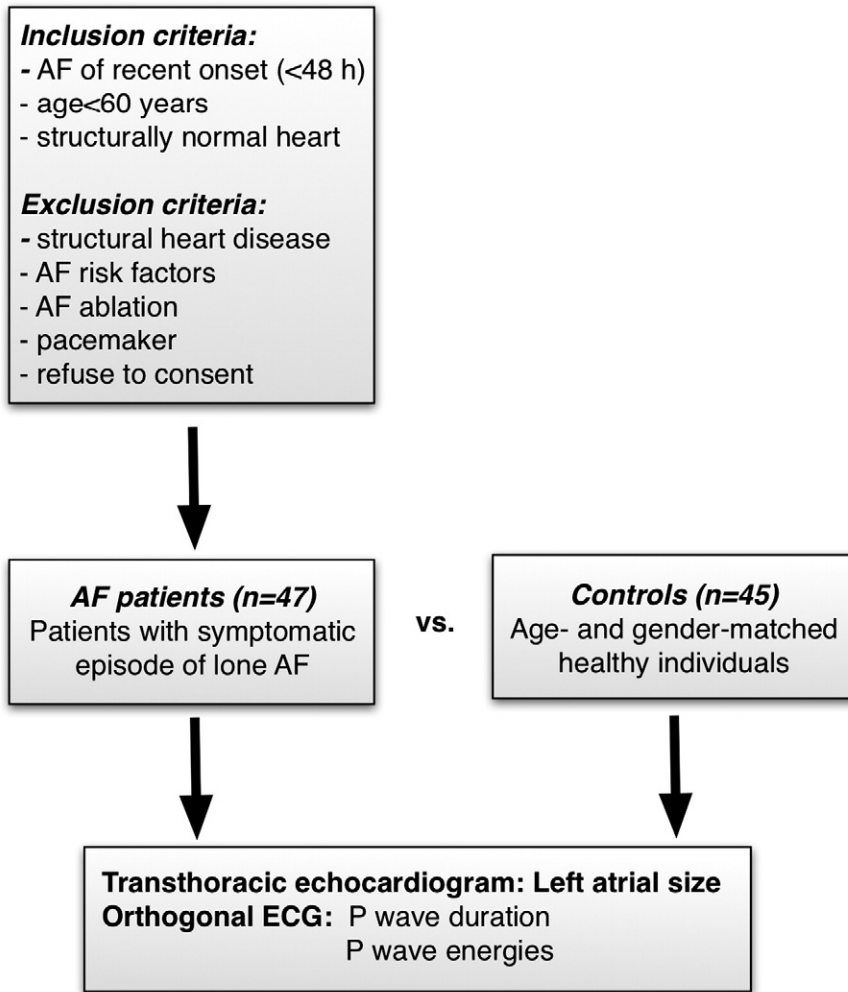 Inclusion criteria:
- AF of recent onset (<48 h)
- age<60 years
- structurally normal heart
Exclusion criteria:
- structural heart disease
- AF risk factors
- AF ablation
- pacemaker
- refuse to consent
AF patients (n=47)
Patients with symptomatic
episode of lone AF
vs.
Controls (n=45)
Age- and gender-matched
healthy individuals
Transthoracic echocardiogram: Left atrial size
Orthogonal ECG: P wave duration
P wave energies